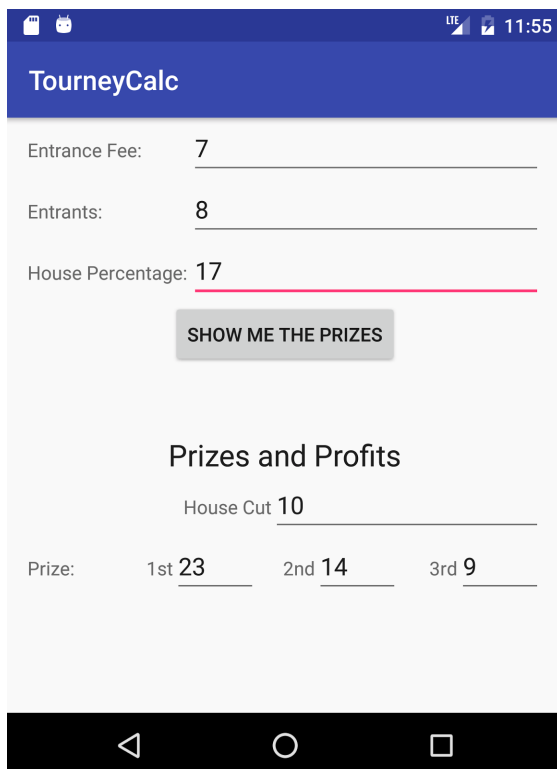 LTE 11:55
TourneyCalc
Entrance Fee: 7
Entrants: 8
House Percentage: 17
SHOW ME THE PRIZES
Prizes and Profits
House Cut 10
Prize: 1st 23 2nd 14 3rd 9